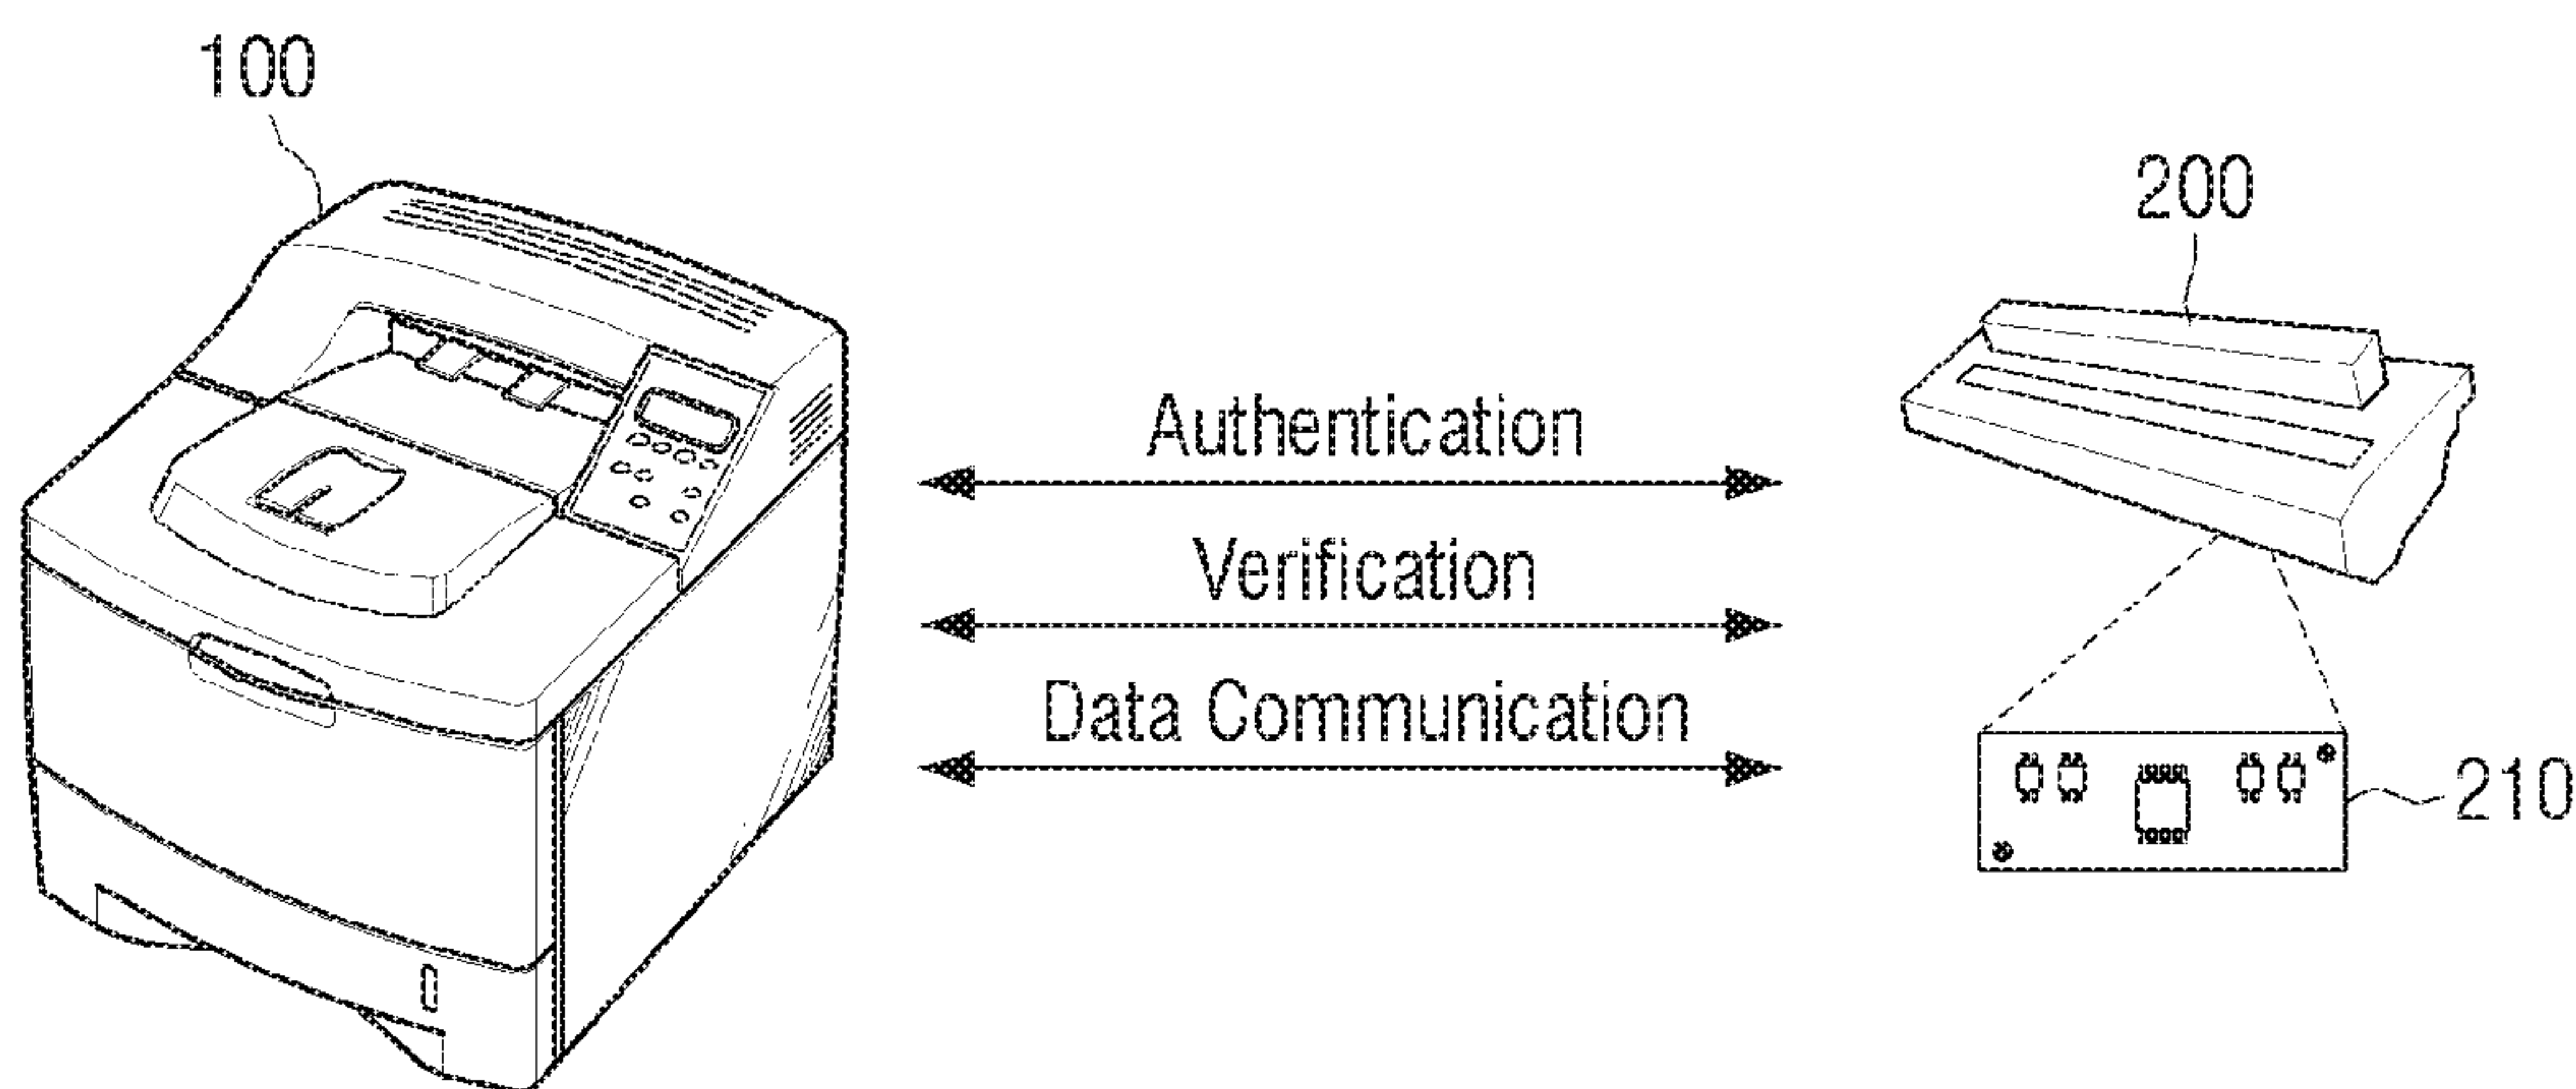 100
200
Authentication
Verification
Data Communication
210